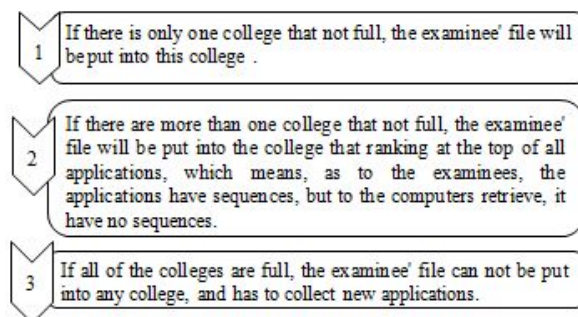 1
If there is only one college that not full, the examinee' file will
be put into this college .
2
If there are more than one college that not full, the examinee'
file will be put into the college that ranking at the top of all
applications, which means, as to the examinees, the
applications have sequences, but to the computers retrieve, it
have no sequences.
3
If all of the colleges are full, the examinee' file can not be put
into any college, and has to collect new applications.